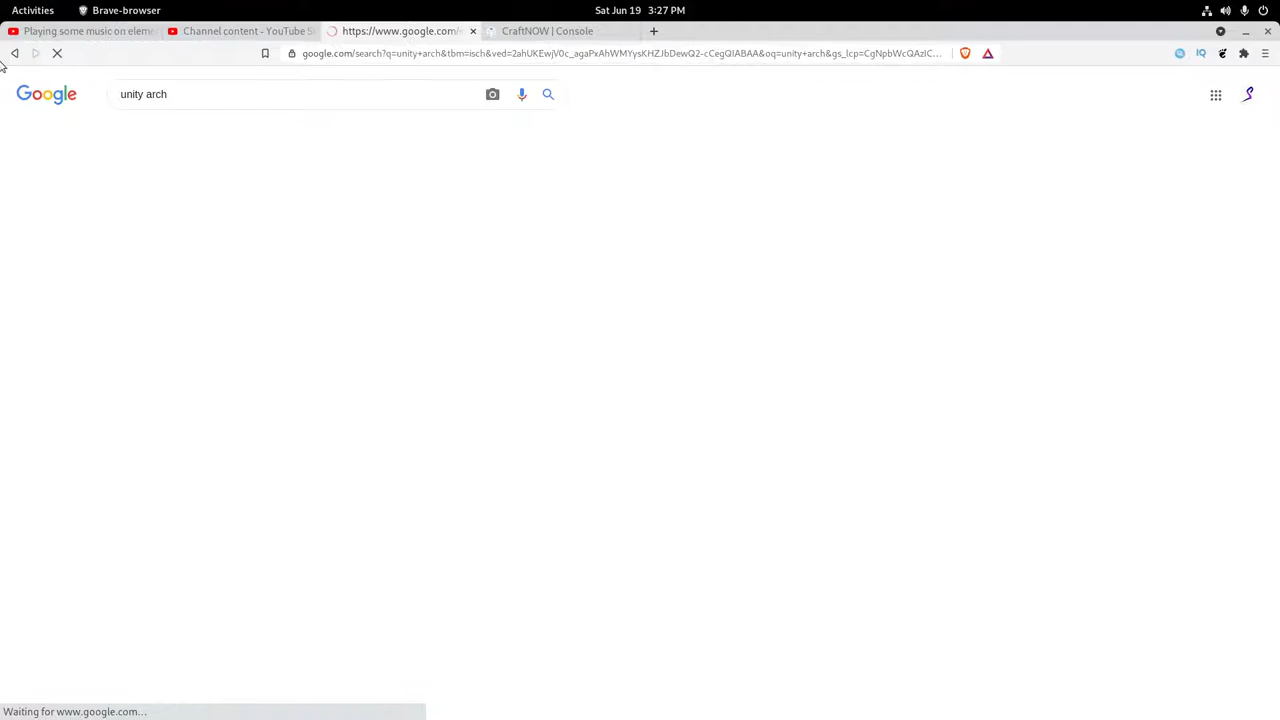 Activities
Brave-browser
Sat Jun 19 3:27 PM
Playing some music on eleme
Channel content - YouTube S
https://www.google.com/
CraftNOW | Console
google.com/search?q=unity+arch&tbm=isch&ved=2ahUKEwjV0c_agaPxAhWMYysKHZJbDewQ2-cCegQIABAA&oq=unity+arch&gs_lcp=CgNpbWcQAzIC...
IQ
Google
unity arch
Waiting for www.google.com...